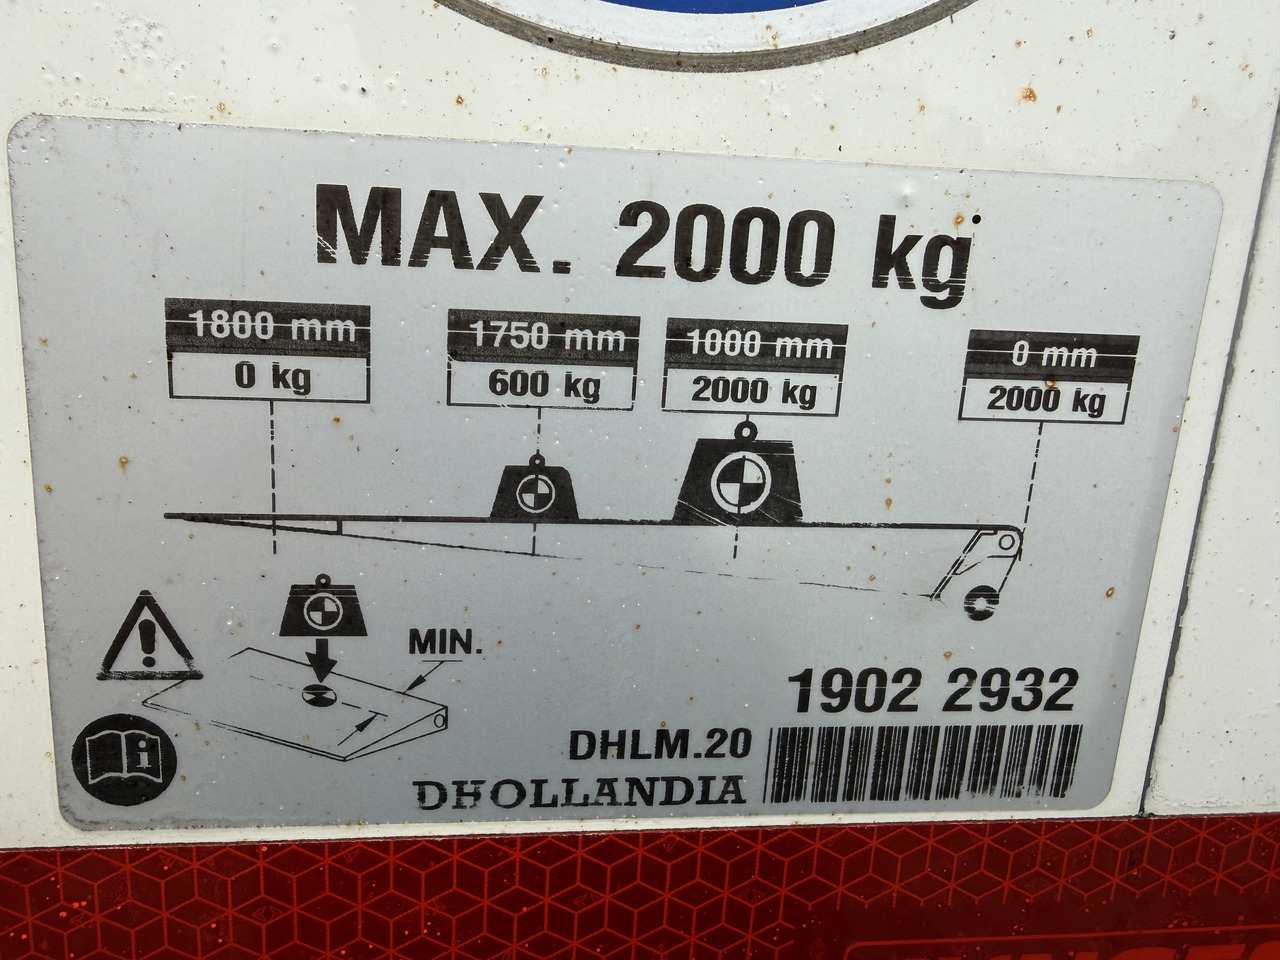 MAX. 2000 kg
1800 mm 1750 mm 1000 mm 0 mm
0 kg 600 kg 2000 kg 2000 kg
MIN.
1902 2932
DHLM.20
DHOLLANDIA